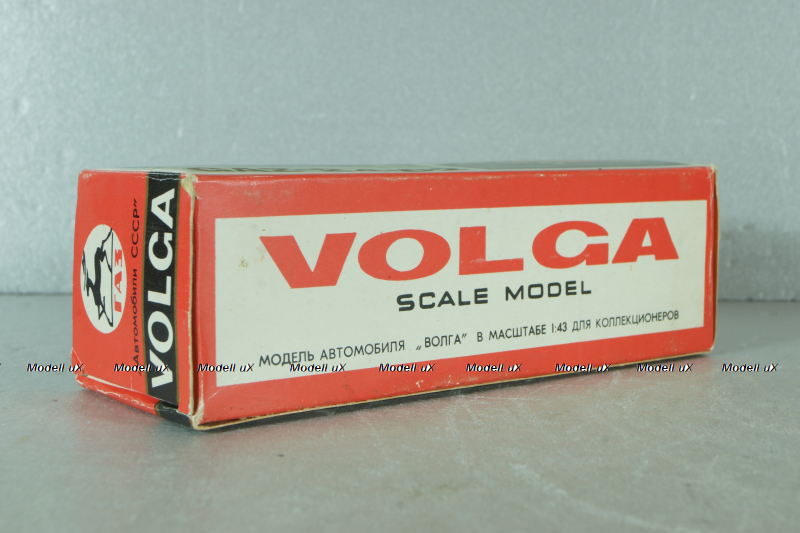 VOLGA
SCALE MODEL
МОДЕЛЬ АВТОМОБИЛЯ „ВОЛГА" В МАСШТАБЕ 1:43 ДЛЯ КОЛЛЕКЦИОНЕРОВ
ГАЗ
Автомобили СССР"
VOLGA
Modell uX Modell uX Modell uX Modell uX Modell uX Modell uX Modell uX Modell uX Modell uX